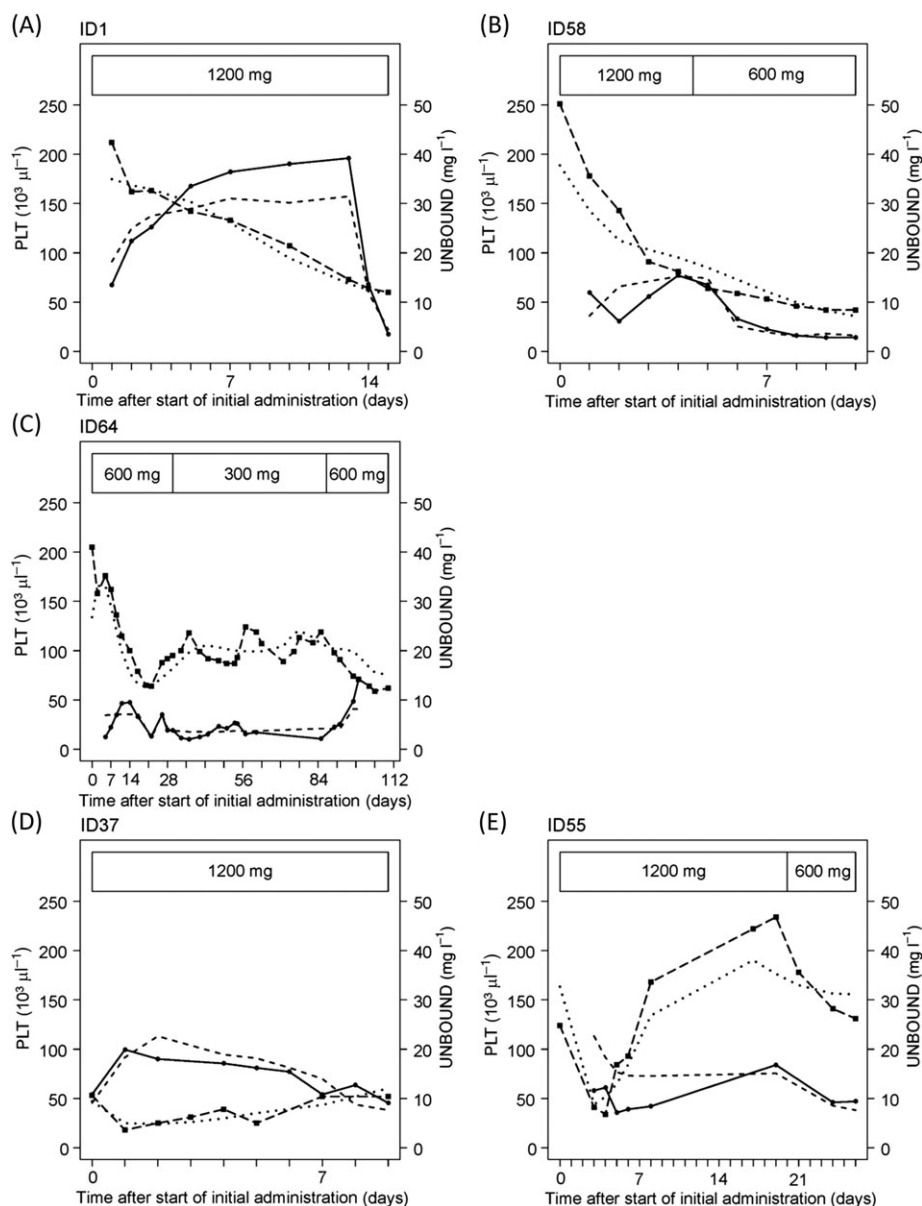 (A) ID1
1200 mg
250 50
200 40
150 30
100 20
50 10
0 0
PLT (10³ µl⁻¹)
UNBOUND (mg l⁻¹)
0 7 14
Time after start of initial administration (days)
(B) ID58
1200 mg 600 mg
250 50
200 40
150 30
100 20
50 10
0 0
PLT (10³ µl⁻¹)
UNBOUND (mg l⁻¹)
0 7
Time after start of initial administration (days)
(C) ID64
600 mg 300 mg 600 mg
250 50
200 40
150 30
100 20
50 10
0 0
PLT (10³ µl⁻¹)
UNBOUND (mg l⁻¹)
0 7 14 28 56 84 112
Time after start of initial administration (days)
(D) ID37
1200 mg
250 50
200 40
150 30
100 20
50 10
0 0
PLT (10³ µl⁻¹)
UNBOUND (mg l⁻¹)
0 7
Time after start of initial administration (days)
(E) ID55
1200 mg 600 mg
250 50
200 40
150 30
100 20
50 10
0 0
PLT (10³ µl⁻¹)
UNBOUND (mg l⁻¹)
0 7 14 21
Time after start of initial administration (days)